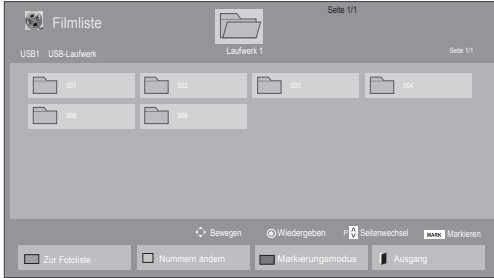 Seite 1/1
Filmliste
Laufwerk 1
USB1 USB-Laufwerk
Seite 1/1
001 002 003 004
005 006
Bewegen Wiedergeben P Seitenwechsel MARK Markieren
Zur Fotoliste Nummern ändern Markierungsmodus Ausgang